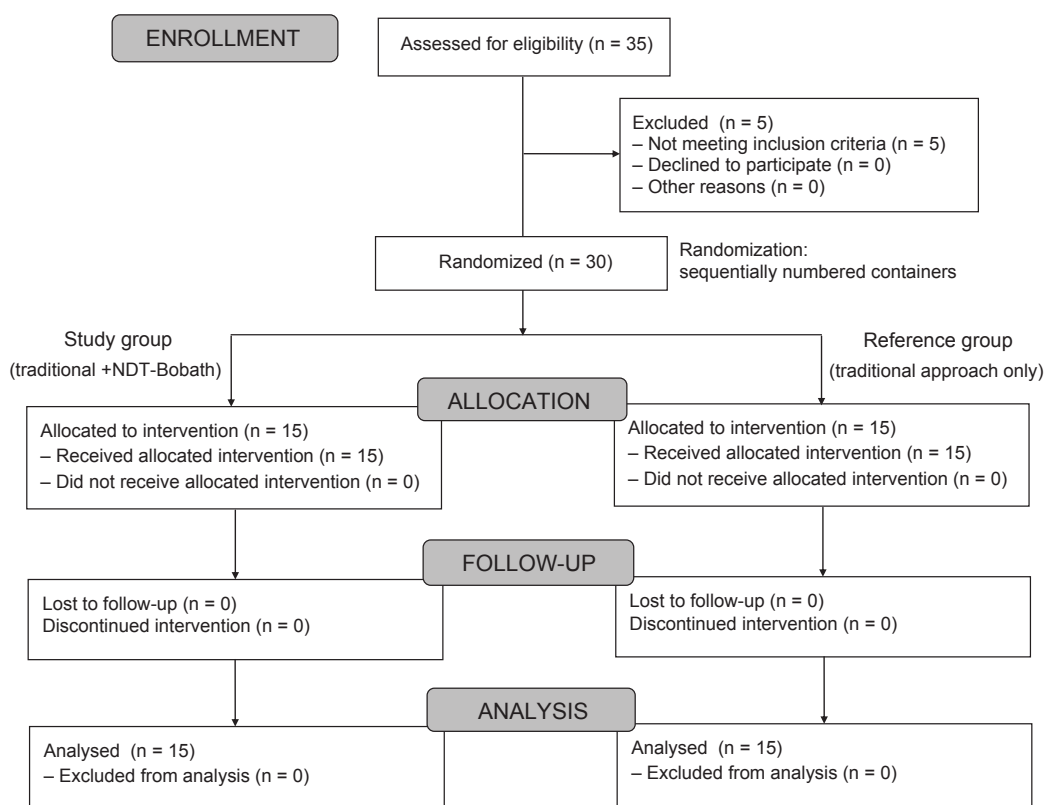 ENROLLMENT
Assessed for eligibility (n = 35)
Excluded (n = 5)
– Not meeting inclusion criteria (n = 5)
– Declined to participate (n = 0)
– Other reasons (n = 0)
Randomized (n = 30)
Randomization:
sequentially numbered containers
Study group
(traditional +NDT-Bobath)
Reference group
(traditional approach only)
ALLOCATION
Allocated to intervention (n = 15)
– Received allocated intervention (n = 15)
– Did not receive allocated intervention (n = 0)
Allocated to intervention (n = 15)
– Received allocated intervention (n = 15)
– Did not receive allocated intervention (n = 0)
FOLLOW-UP
Lost to follow-up (n = 0)
Discontinued intervention (n = 0)
Lost to follow-up (n = 0)
Discontinued intervention (n = 0)
ANALYSIS
Analysed (n = 15)
– Excluded from analysis (n = 0)
Analysed (n = 15)
– Excluded from analysis (n = 0)